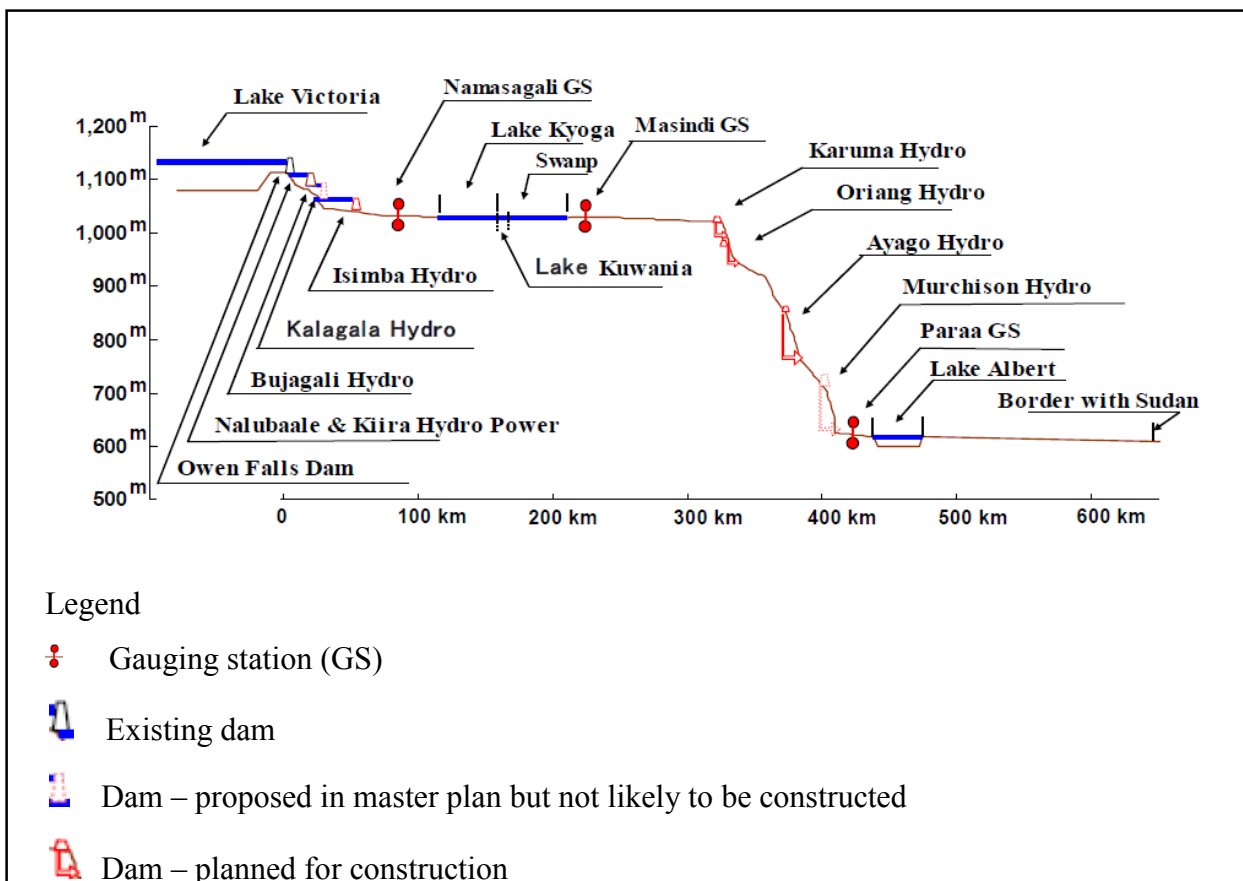 Lake Victoria
Namasagali GS
Lake Kyoga
Swanp
Masindi GS
Karuma Hydro
Oriang Hydro
Ayago Hydro
Murchison Hydro
Paraa GS
Lake Albert
Border with Sudan
Lake Kuwania
Isimba Hydro
Kalagala Hydro
Bujagali Hydro
Nalubaale & Kiira Hydro Power
Owen Falls Dam
1,200 m
1,100 m
1,000 m
900 m
800 m
700 m
600 m
500 m
0 100 km 200 km 300 km 400 km 500 km 600 km
Legend
Gauging station (GS)
Existing dam
Dam – proposed in master plan but not likely to be constructed
Dam – planned for construction